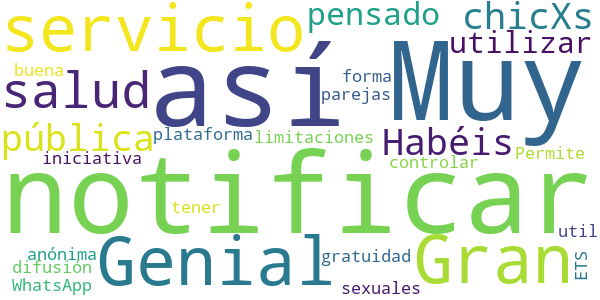 servicio
pensado
chicXs
utilizar
buena
salud
así
forma
parejas
Muy
pública
plataforma
limitaciones
Habéis
iniciativa
controlar
Permite
notificar
tener
util
anónima
Genial
gratuidad
Gran
ETS
difusión
WhatsApp
sexuales